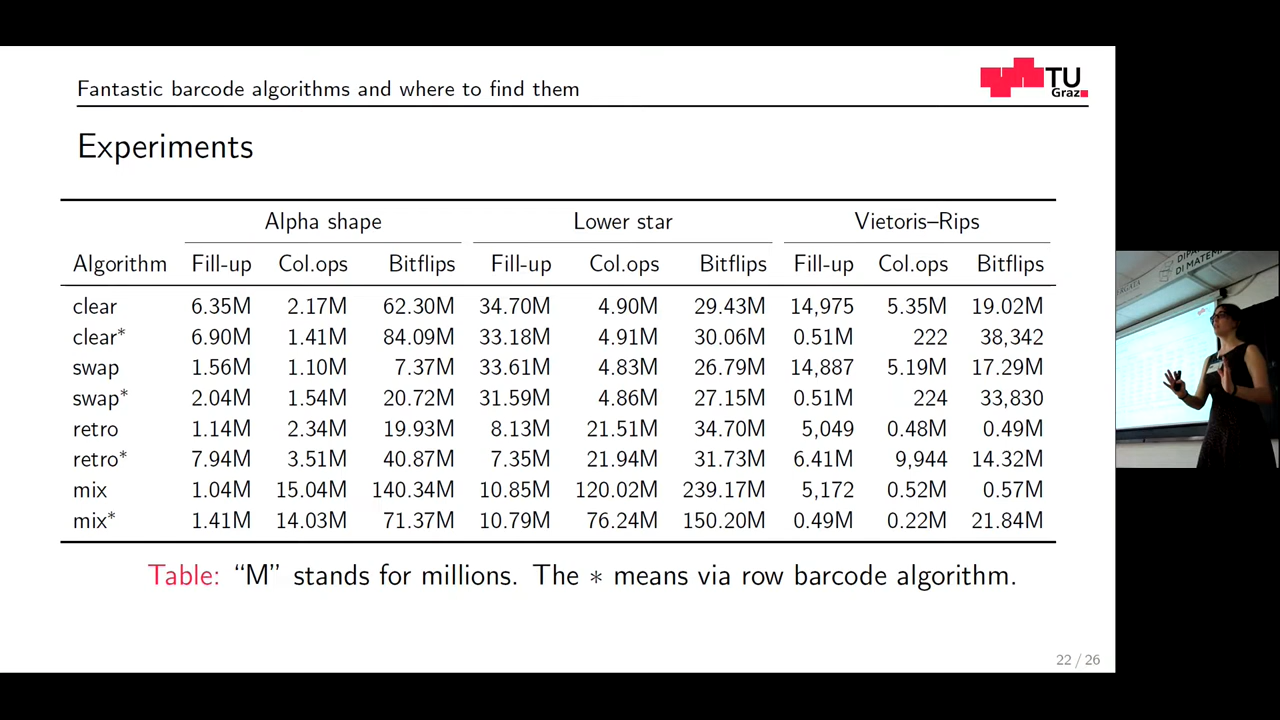 Fantastic barcode algorithms and where to find them
TU
Graz
Experiments
Alpha shape Lower star Vietoris–Rips
Algorithm Fill-up Col.ops Bitflips Fill-up Col.ops Bitflips Fill-up Col.ops Bitflips
clear 6.35M 2.17M 62.30M 34.70M 4.90M 29.43M 14,975 5.35M 19.02M
clear* 6.90M 1.41M 84.09M 33.18M 4.91M 30.06M 0.51M 222 38,342
swap 1.56M 1.10M 7.37M 33.61M 4.83M 26.79M 14,887 5.19M 17.29M
swap* 2.04M 1.54M 20.72M 31.59M 4.86M 27.15M 0.51M 224 33,830
retro 1.14M 2.34M 19.93M 8.13M 21.51M 34.70M 5,049 0.48M 0.49M
retro* 7.94M 3.51M 40.87M 7.35M 21.94M 31.73M 6.41M 9,944 14.32M
mix 1.04M 15.04M 140.34M 10.85M 120.02M 239.17M 5,172 0.52M 0.57M
mix* 1.41M 14.03M 71.37M 10.79M 76.24M 150.20M 0.49M 0.22M 21.84M
Table: “M” stands for millions. The * means via row barcode algorithm.
22 / 26